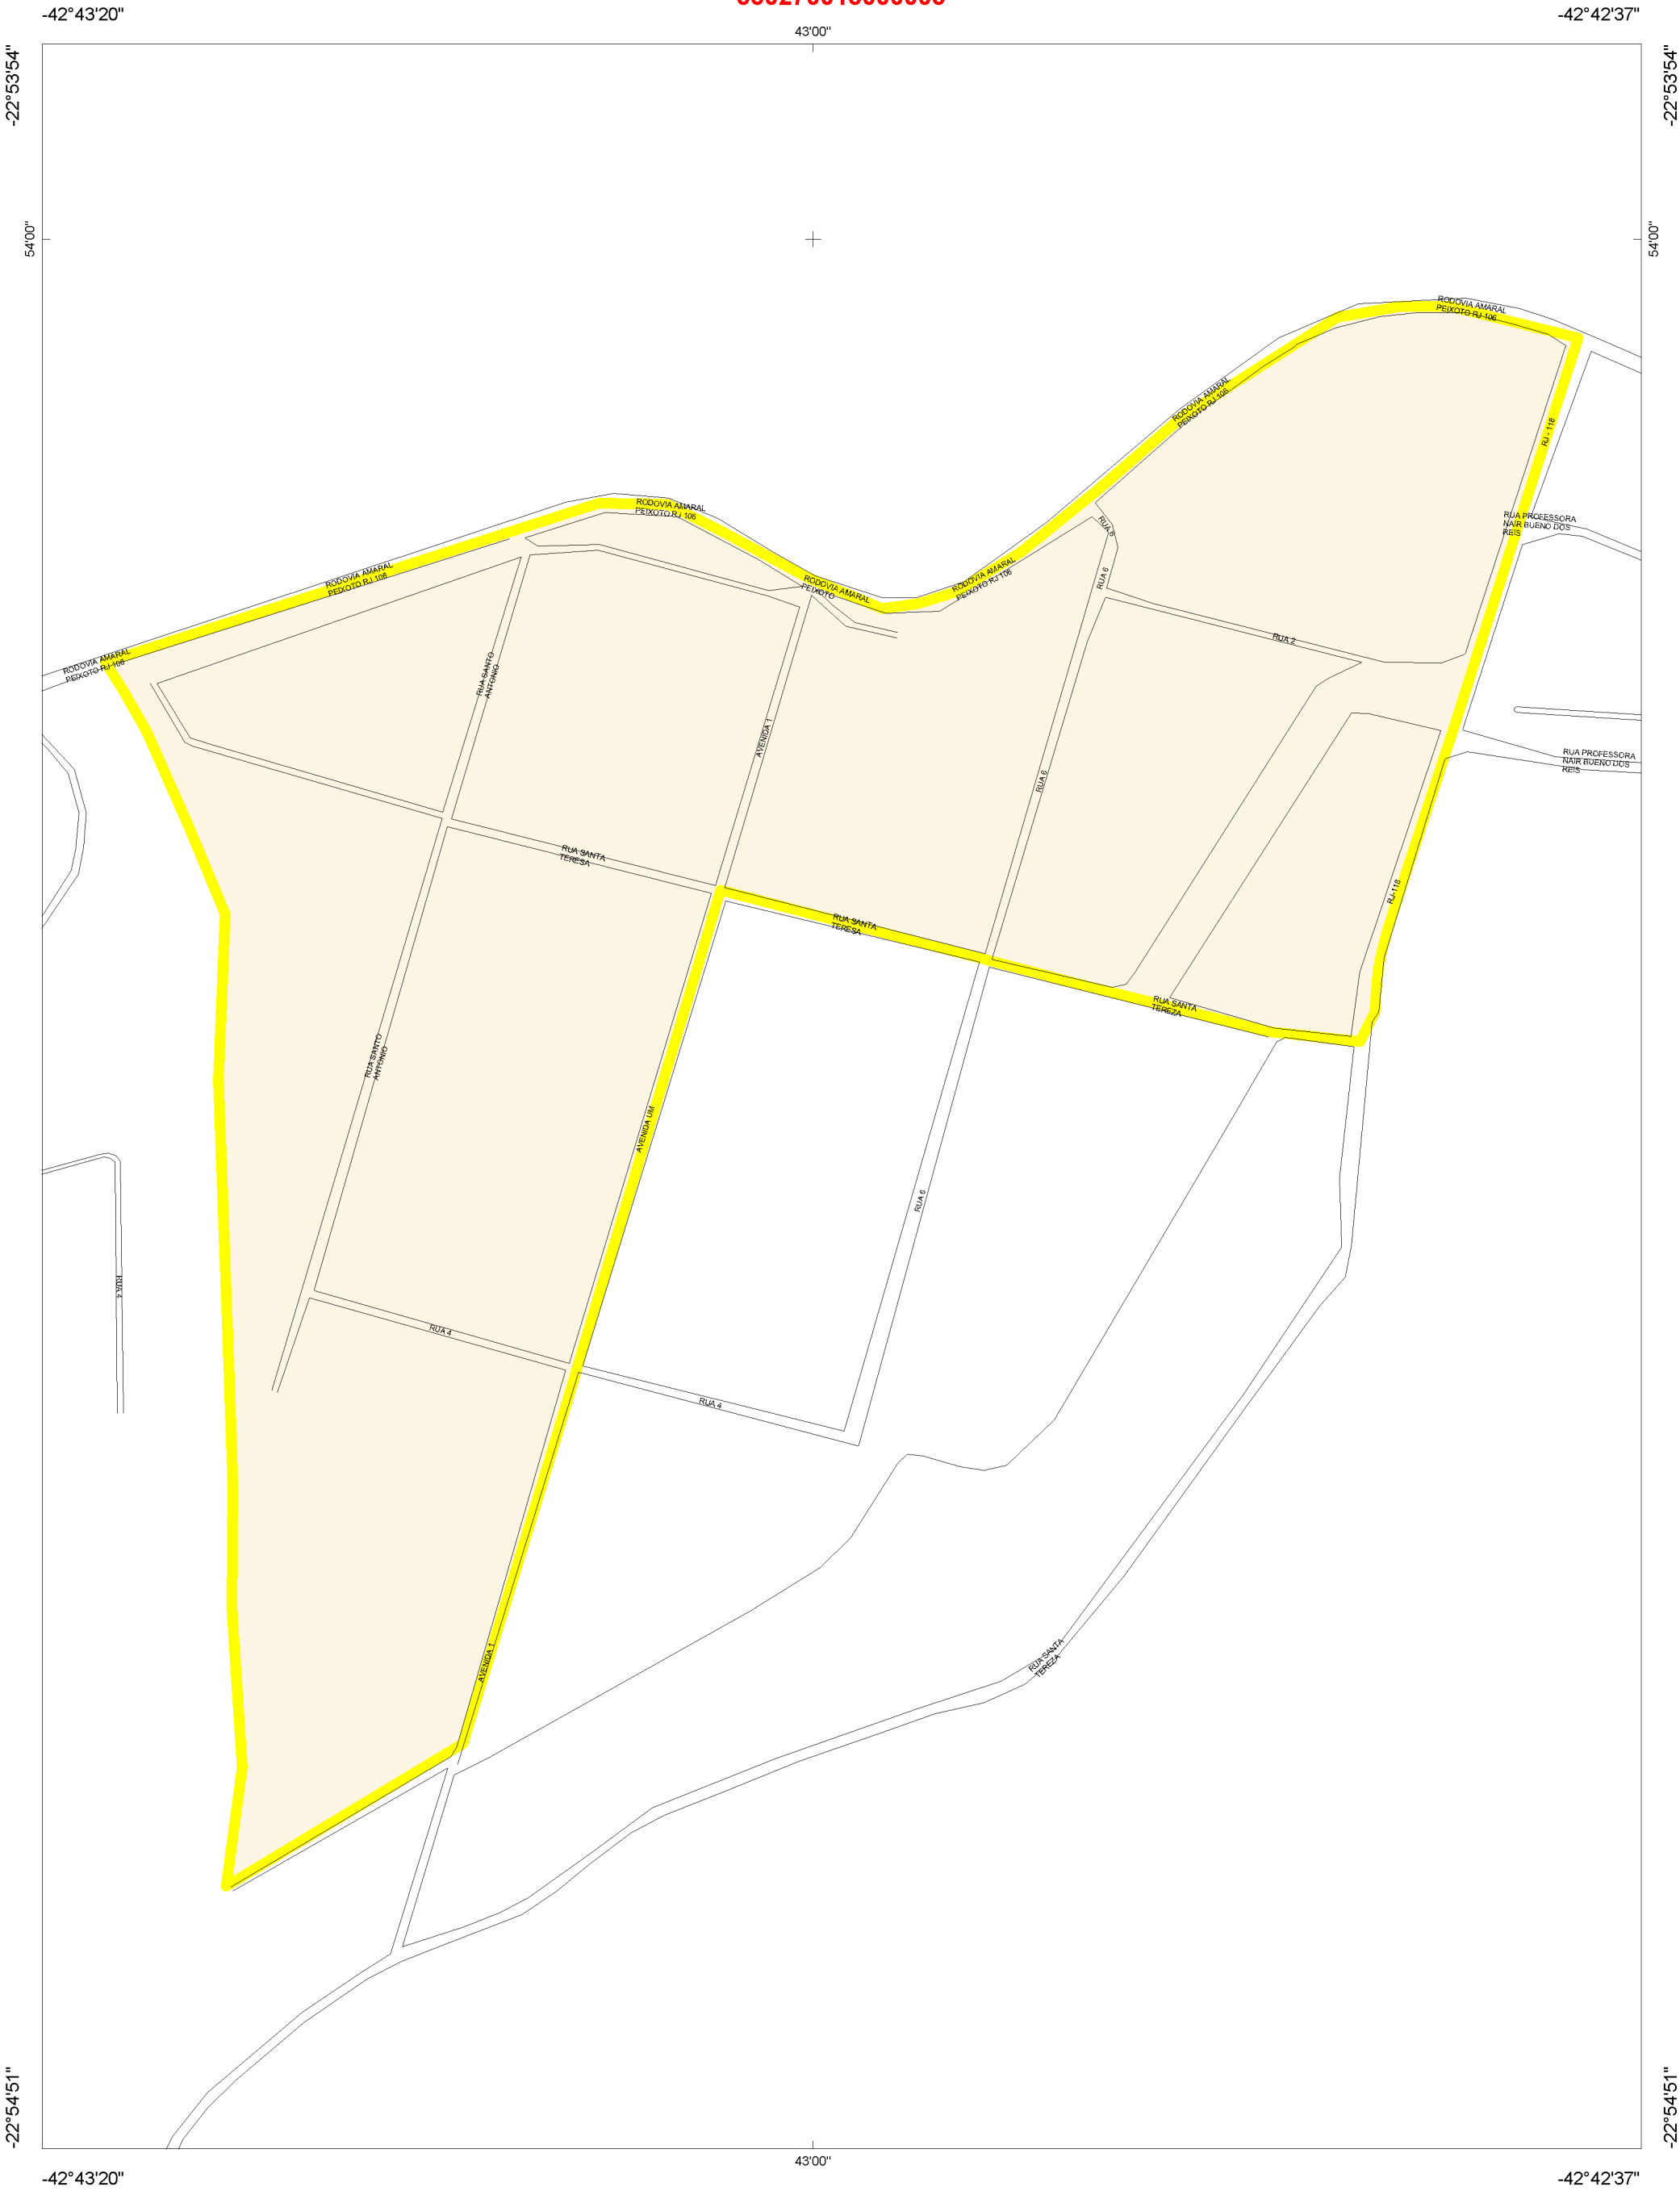 -42°43'20"
43'00"
-42°42'37"
-22°53'54"
-22°53'54"
54'00"
54'00"
RODOVIA AMARAL
PEIXOTO RJ 106
RODOVIA AMARAL
PEIXOTO RJ 106
RJ - 118
RODOVIA AMARAL
PEIXOTO RJ 106
RUA PROFESSORA
NAIR BUENO DOS
REIS
RUA 6
RODOVIA AMARAL
PEIXOTO RJ 106
RODOVIA AMARAL
PEIXOTO
RODOVIA AMARAL
PEIXOTO RJ 106
RUA 6
RUA 2
RODOVIA AMARAL
PEIXOTO RJ 106
RUA SANTO
ANTONIO
AVENIDA 1
RUA 6
RUA PROFESSORA
NAIR BUENO DOS
REIS
RUA SANTA
TERESA
RJ-118
RUA SANTA
TERESA
RUA SANTA
TEREZA
RUA SANTO
ANTONIO
AVENIDA UM
RUA 6
RUA 4
RUA 4
RUA 4
AVENIDA 1
RUA SANTA
TEREZA
-22°54'51"
-22°54'51"
-42°43'20"
43'00"
-42°42'37"